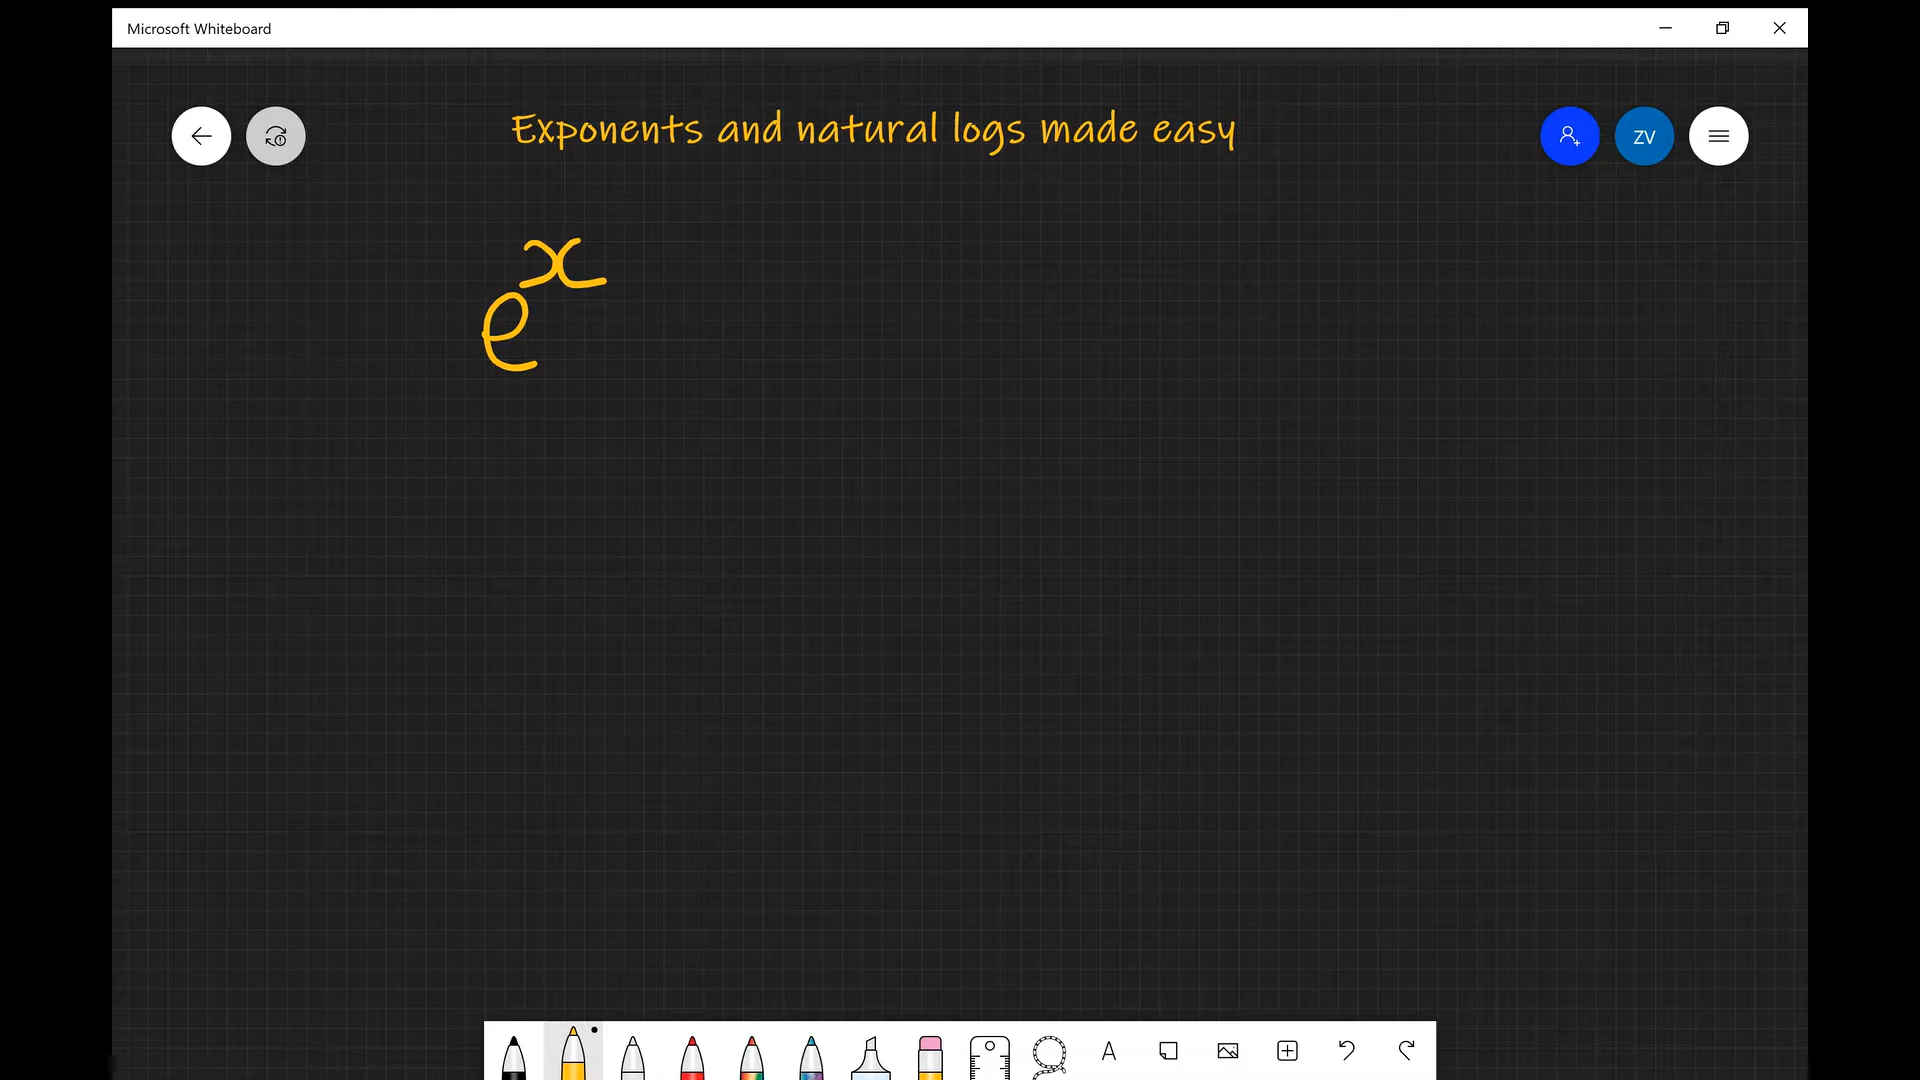 Microsoft Whiteboard
Exponents and natural logs made easy
ZV
e^x
A